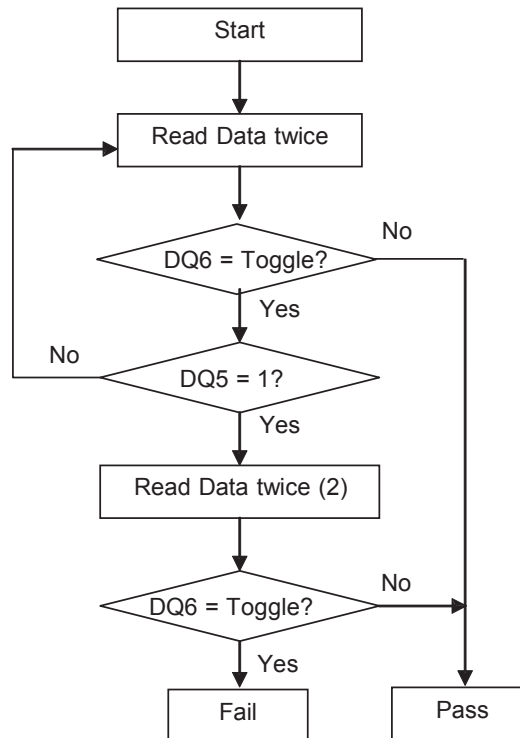 Start
Read Data twice
No
DQ6 = Toggle?
Yes
No
DQ5 = 1?
Yes
Read Data twice (2)
No
DQ6 = Toggle?
Yes
Fail
Pass